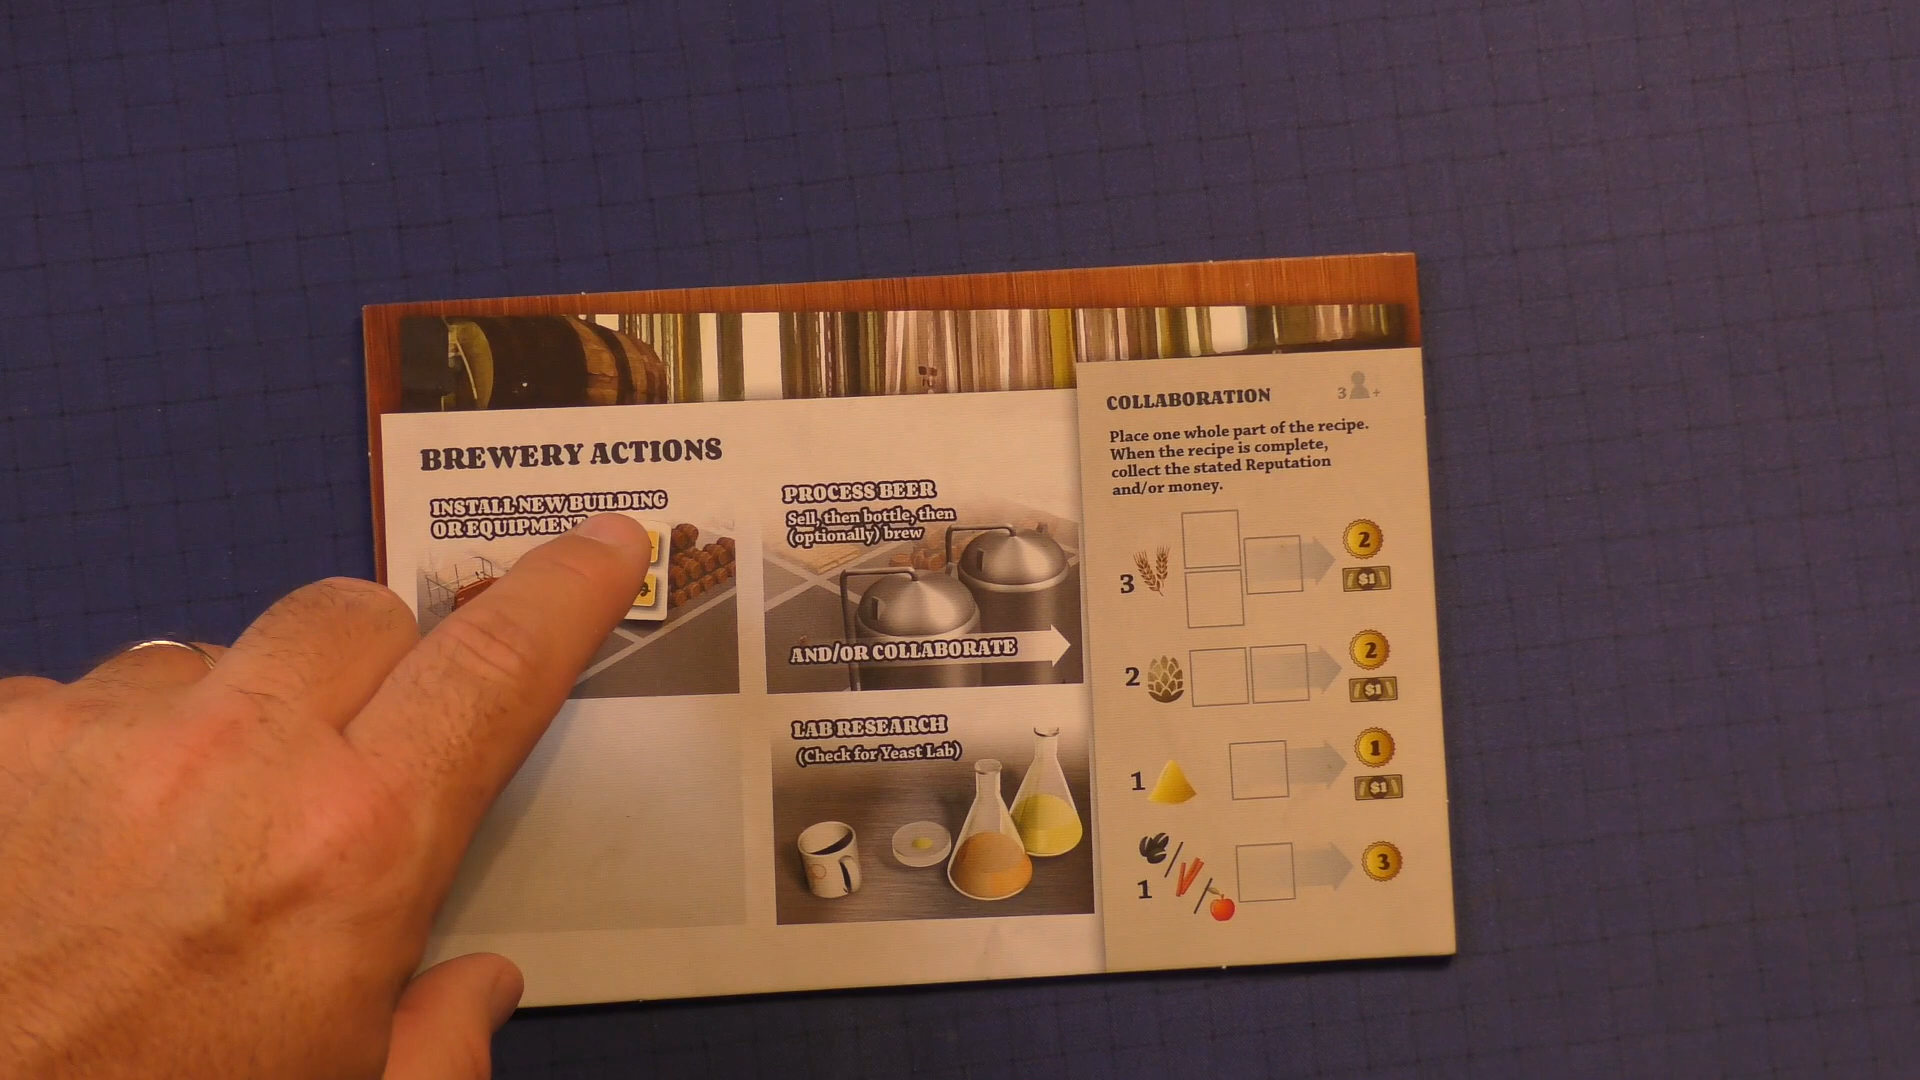 BREWERY ACTIONS
INSTALL NEW BUILDING
OR EQUIPMENT
PROCESS BEER
Sell, then bottle, then
(optionally) brew
AND/OR COLLABORATE
LAB RESEARCH
(Check for Yeast Lab)
COLLABORATION
3 +
Place one whole part of the recipe.
When the recipe is complete,
collect the stated Reputation
and/or money.
3
2
$1
2
2
$1
1
1
$1
1
3